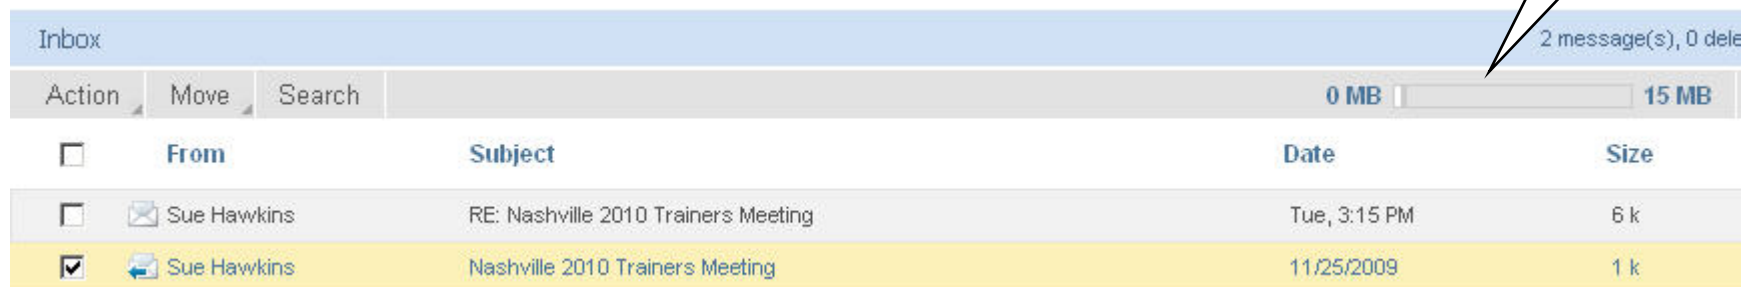 Inbox 2 message(s), 0 dele
Action Move Search 0 MB 15 MB
From Subject Date Size
Sue Hawkins RE: Nashville 2010 Trainers Meeting Tue, 3:15 PM 6 k
Sue Hawkins Nashville 2010 Trainers Meeting 11/25/2009 1 k